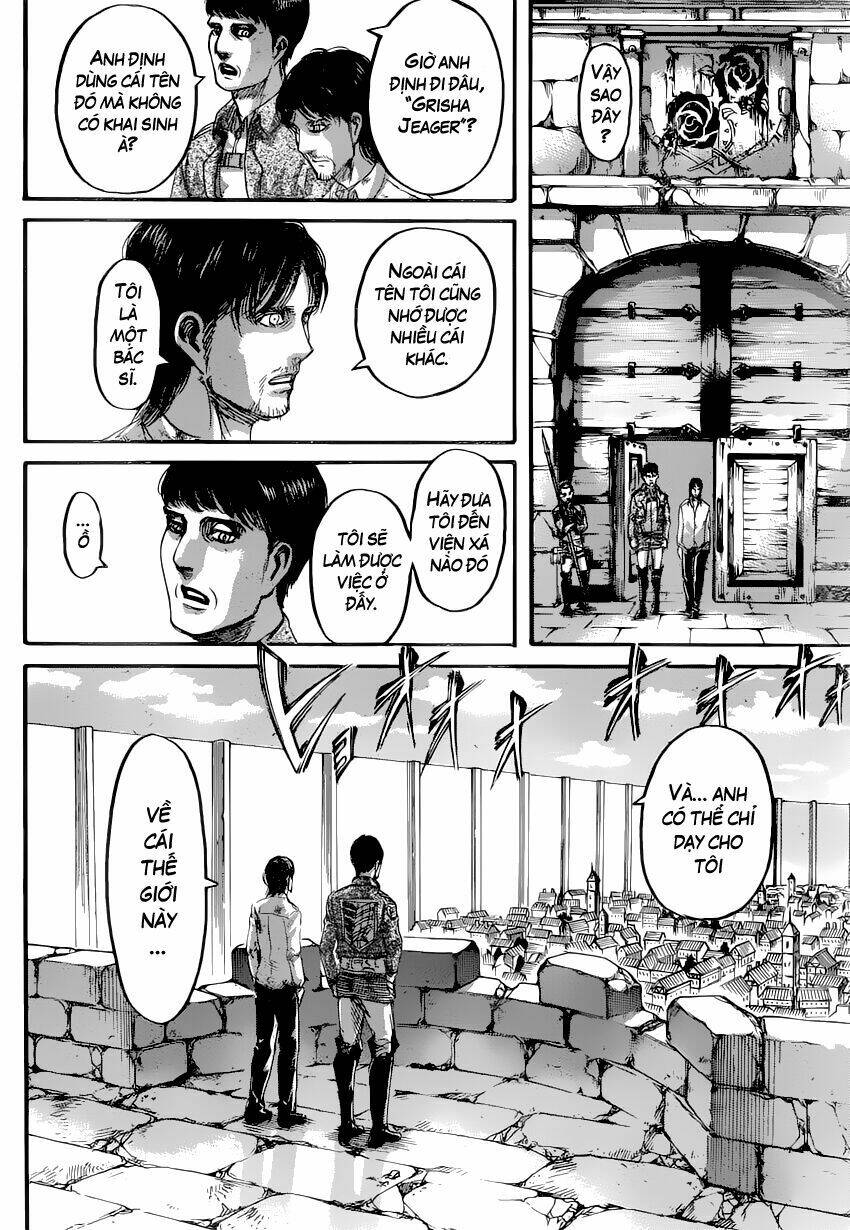 VẬY
SAO
ĐÂY
?
GIỜ ANH
ĐỊNH ĐI ĐÂU,
"GRISHA
JEAGER"?
ANH ĐỊNH
DÙNG CÁI TÊN
ĐÓ MÀ KHÔNG
CÓ KHAI SINH
À?
NGOÀI CÁI
TÊN TÔI CŨNG
NHỚ ĐƯỢC
NHIỀU CÁI
KHÁC.
TÔI
LÀ
MỘT
BÁC
SĨ.
HÃY ĐƯA
TÔI ĐẾN
VIỆN XÁ
NÀO ĐÓ
TÔI SẼ
LÀM ĐƯỢC
VIỆC Ở
ĐẤY.
...
Ồ
VÀ... ANH
CÓ THỂ CHỈ
DẠY CHO
TÔI
VỀ
CÁI
THẾ
GIỚI
NÀY
...